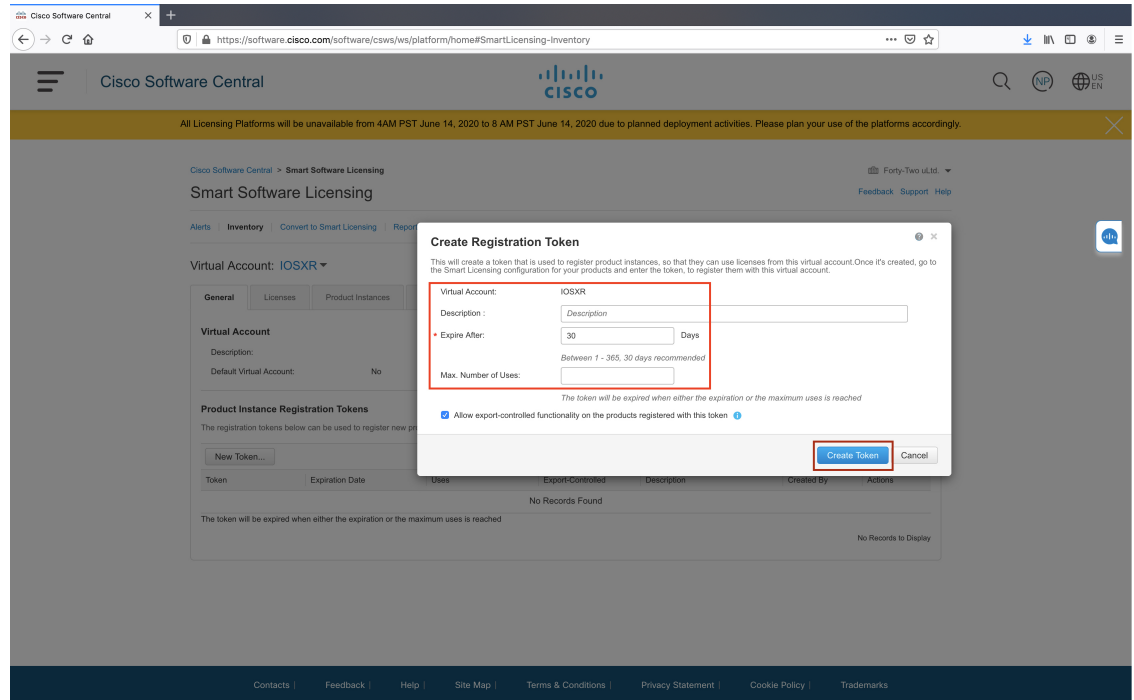 Cisco Software Central
https://software.cisco.com/software/csws/ws/platform/home#SmartLicensing-Inventory
Cisco Software Central
CISCO
NP
US
EN
All Licensing Platforms will be unavailable from 4AM PST June 14, 2020 to 8 AM PST June 14, 2020 due to planned deployment activities. Please plan your use of the platforms accordingly.
Cisco Software Central > Smart Software Licensing
Forty-Two uLtd.
Smart Software Licensing
Feedback Support Help
Alerts | Inventory | Convert to Smart Licensing | Repor
Virtual Account: IOSXR
General
Licenses
Product Instances
Virtual Account
Description:
Default Virtual Account: No
Product Instance Registration Tokens
The registration tokens below can be used to register new pr
New Token...
Token Expiration Date Uses Export-Controlled Description Created By Actions
No Records Found
The token will be expired when either the expiration or the maximum uses is reached
No Records to Display
Create Registration Token
This will create a token that is used to register product instances, so that they can use licenses from this virtual account.Once it's created, go to
the Smart Licensing configuration for your products and enter the token, to register them with this virtual account.
Virtual Account: IOSXR
Description : Description
* Expire After: 30 Days
Between 1 - 365, 30 days recommended
Max. Number of Uses:
The token will be expired when either the expiration or the maximum uses is reached
Allow export-controlled functionality on the products registered with this token
Create Token
Cancel
Contacts | Feedback | Help | Site Map | Terms & Conditions | Privacy Statement | Cookie Policy | Trademarks